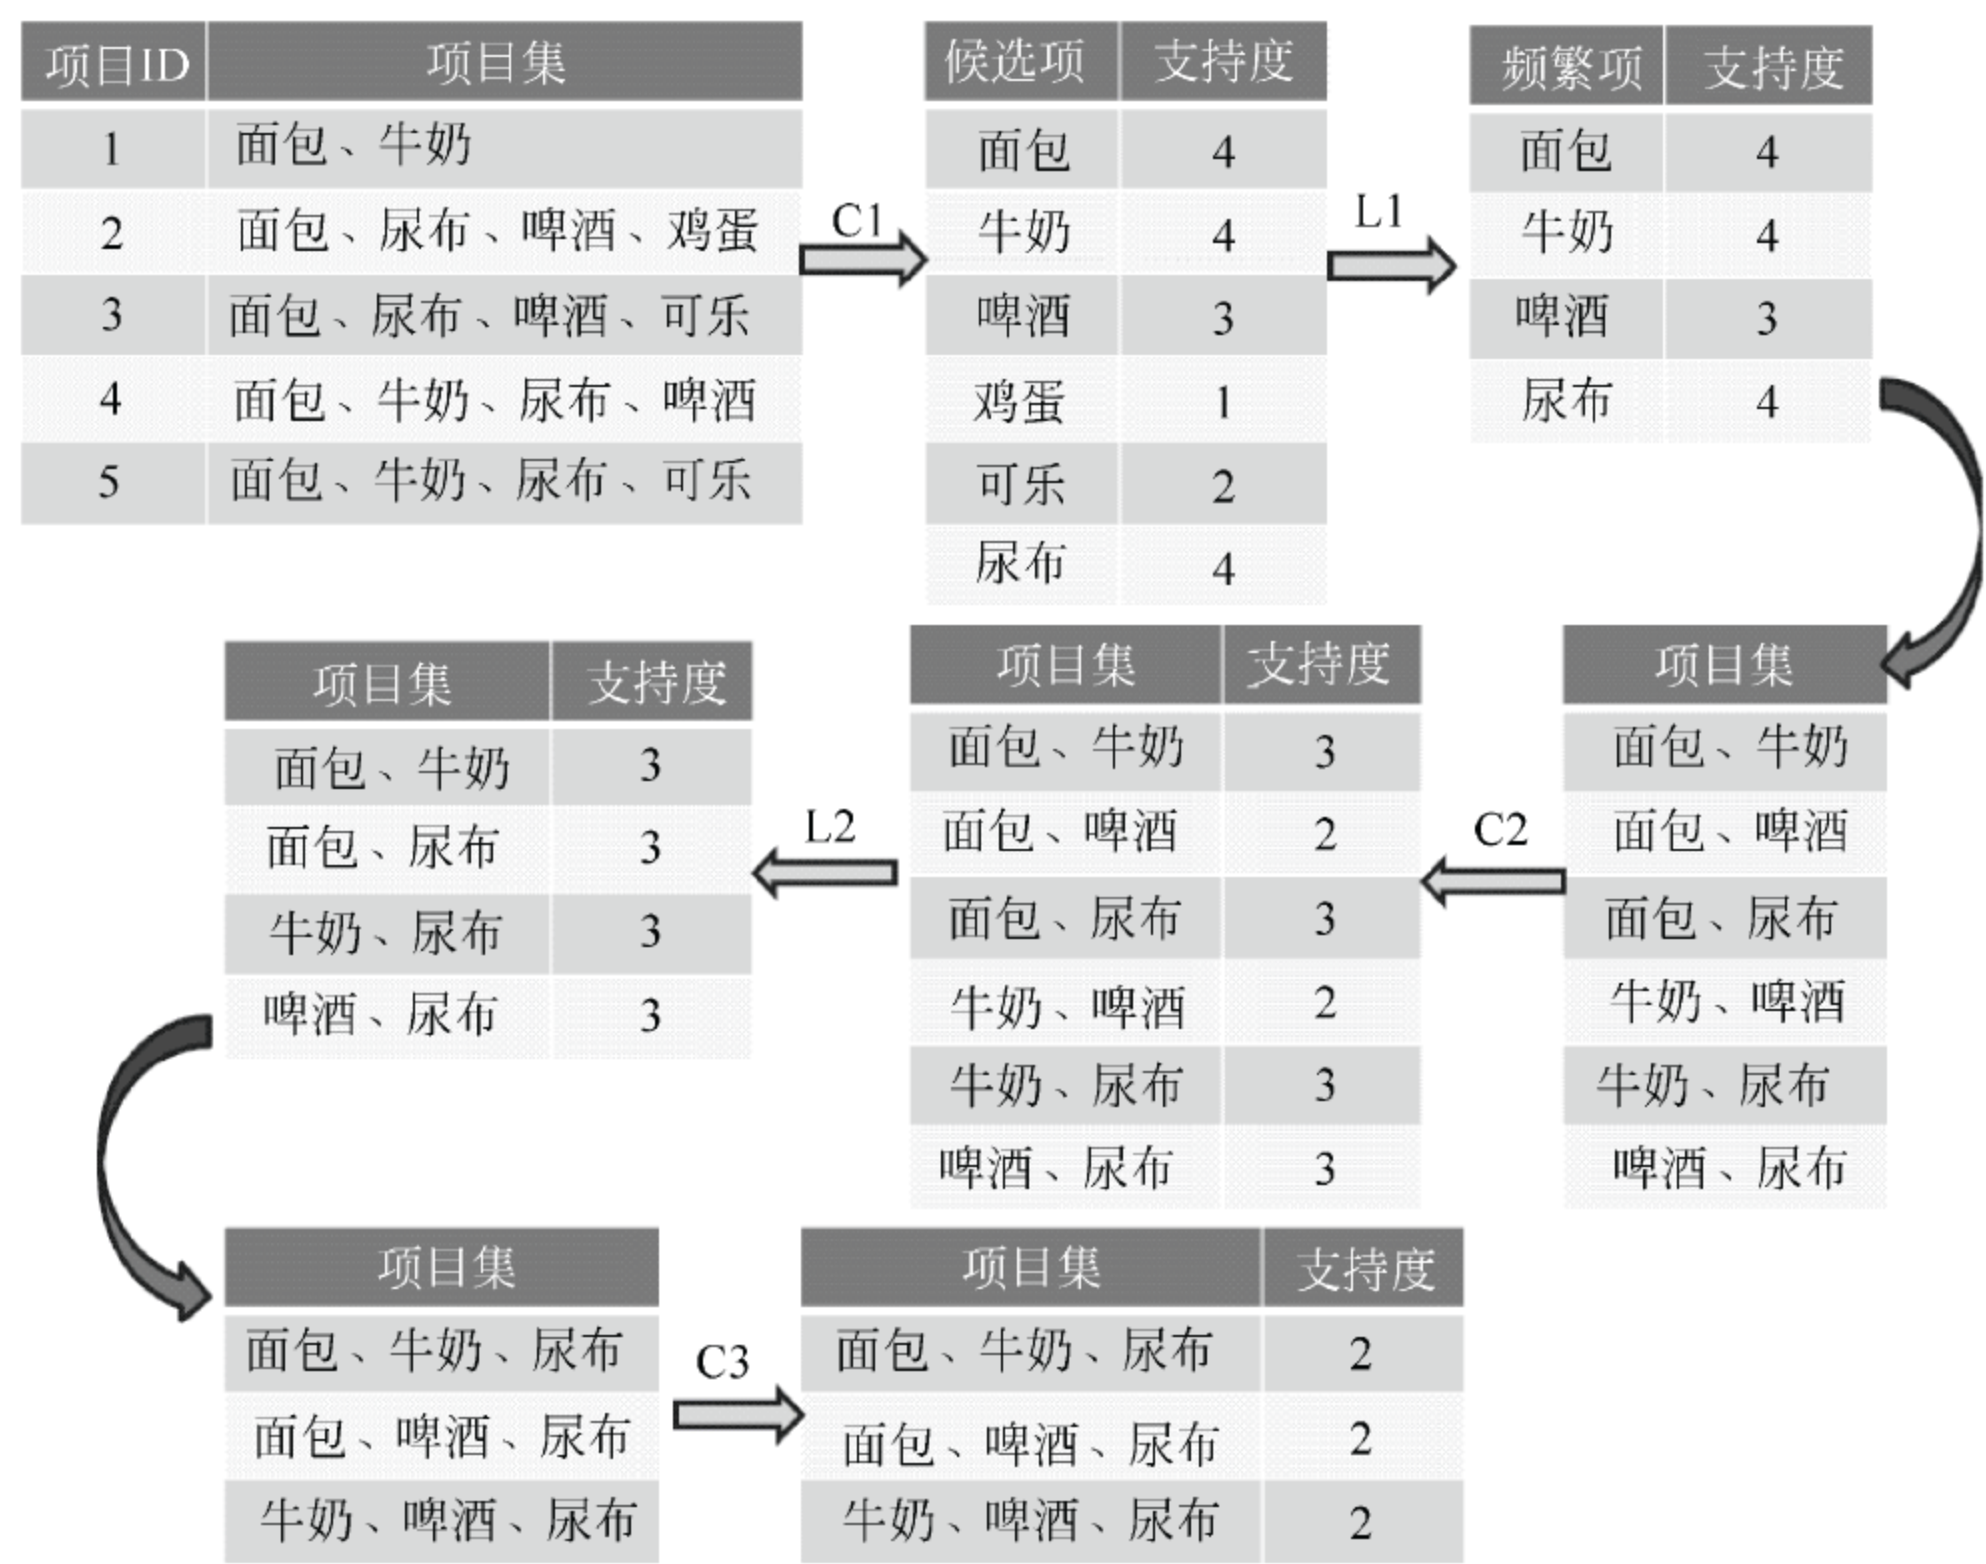 项目ID 项目集
1 面包、牛奶
2 面包、尿布、啤酒、鸡蛋
3 面包、尿布、啤酒、可乐
4 面包、牛奶、尿布、啤酒
5 面包、牛奶、尿布、可乐
C1
候选项 支持度
面包 4
牛奶 4
啤酒 3
鸡蛋 1
可乐 2
尿布 4
L1
频繁项 支持度
面包 4
牛奶 4
啤酒 3
尿布 4
项目集
面包、牛奶
面包、啤酒
面包、尿布
牛奶、啤酒
牛奶、尿布
啤酒、尿布
C2
项目集 支持度
面包、牛奶 3
面包、啤酒 2
面包、尿布 3
牛奶、啤酒 2
牛奶、尿布 3
啤酒、尿布 3
L2
项目集 支持度
面包、牛奶 3
面包、尿布 3
牛奶、尿布 3
啤酒、尿布 3
项目集
面包、牛奶、尿布
面包、啤酒、尿布
牛奶、啤酒、尿布
C3
项目集 支持度
面包、牛奶、尿布 2
面包、啤酒、尿布 2
牛奶、啤酒、尿布 2